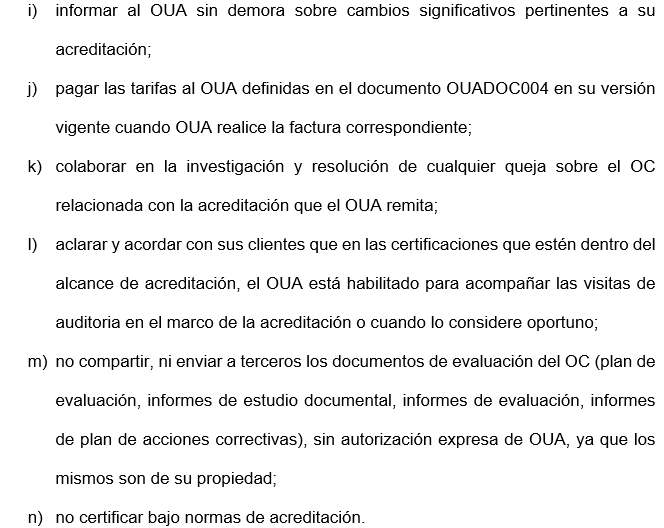 i) informar al OUA sin demora sobre cambios significativos pertinentes a su
acreditación;
j) pagar las tarifas al OUA definidas en el documento OUADOC004 en su versión
vigente cuando OUA realice la factura correspondiente;
k) colaborar en la investigación y resolución de cualquier queja sobre el OC
relacionada con la acreditación que el OUA remita;
l) aclarar y acordar con sus clientes que en las certificaciones que estén dentro del
alcance de acreditación, el OUA está habilitado para acompañar las visitas de
auditoria en el marco de la acreditación o cuando lo considere oportuno;
m) no compartir, ni enviar a terceros los documentos de evaluación del OC (plan de
evaluación, informes de estudio documental, informes de evaluación, informes
de plan de acciones correctivas), sin autorización expresa de OUA, ya que los
mismos son de su propiedad;
n) no certificar bajo normas de acreditación.